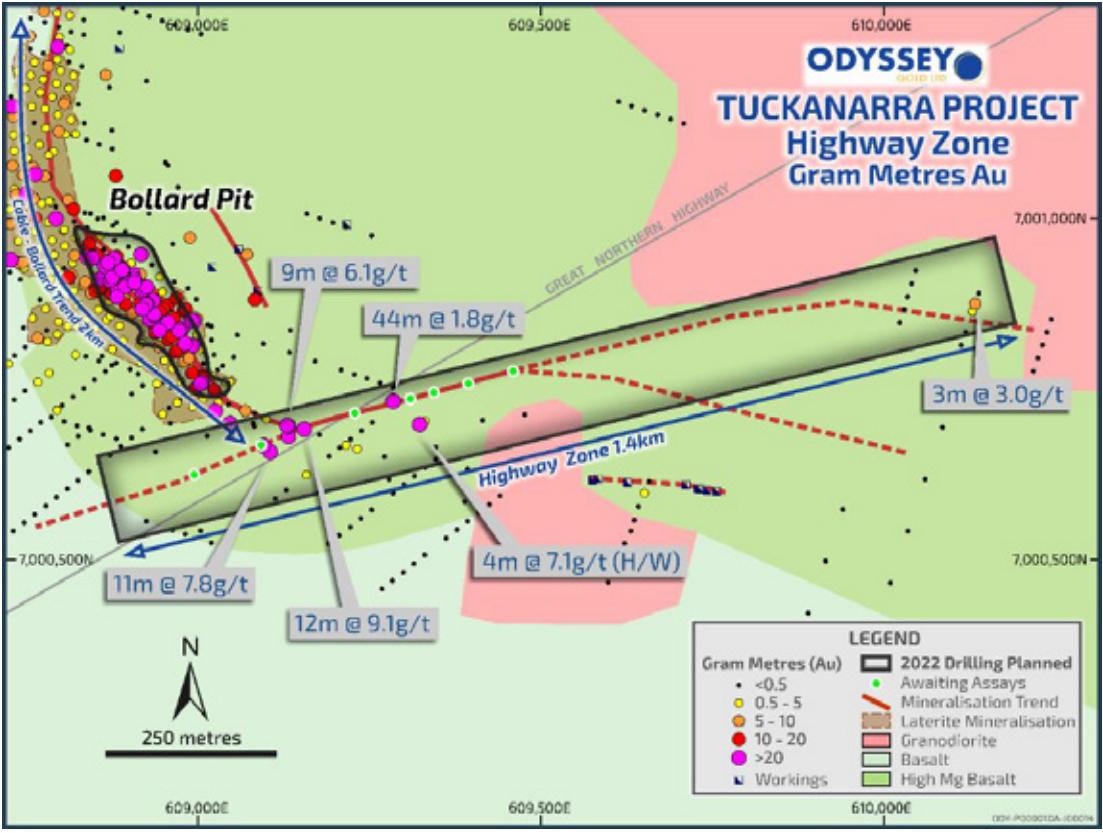 609,000E
609,500E
610,000E
ODYSSEY
GOLD LTD
TUCKANARRA PROJECT
Highway Zone
Gram Metres Au
Bollard Pit
GREAT NORTHERN HIGHWAY
7,001,000N
Cable - Bollard Trend 2km
9m @ 6.1g/t
44m @ 1.8g/t
3m @ 3.0g/t
Highway Zone 1.4km
7,000,500N
7,000,500N
4m @ 7.1g/t (H/W)
11m @ 7.8g/t
12m @ 9.1g/t
N
250 metres
LEGEND
Gram Metres (Au)
<0.5
0.5 - 5
5 - 10
10 - 20
>20
Workings
2022 Drilling Planned
Awaiting Assays
Mineralisation Trend
Laterite Mineralisation
Granodiorite
Basalt
High Mg Basalt
609,000E
609,500E
610,000E